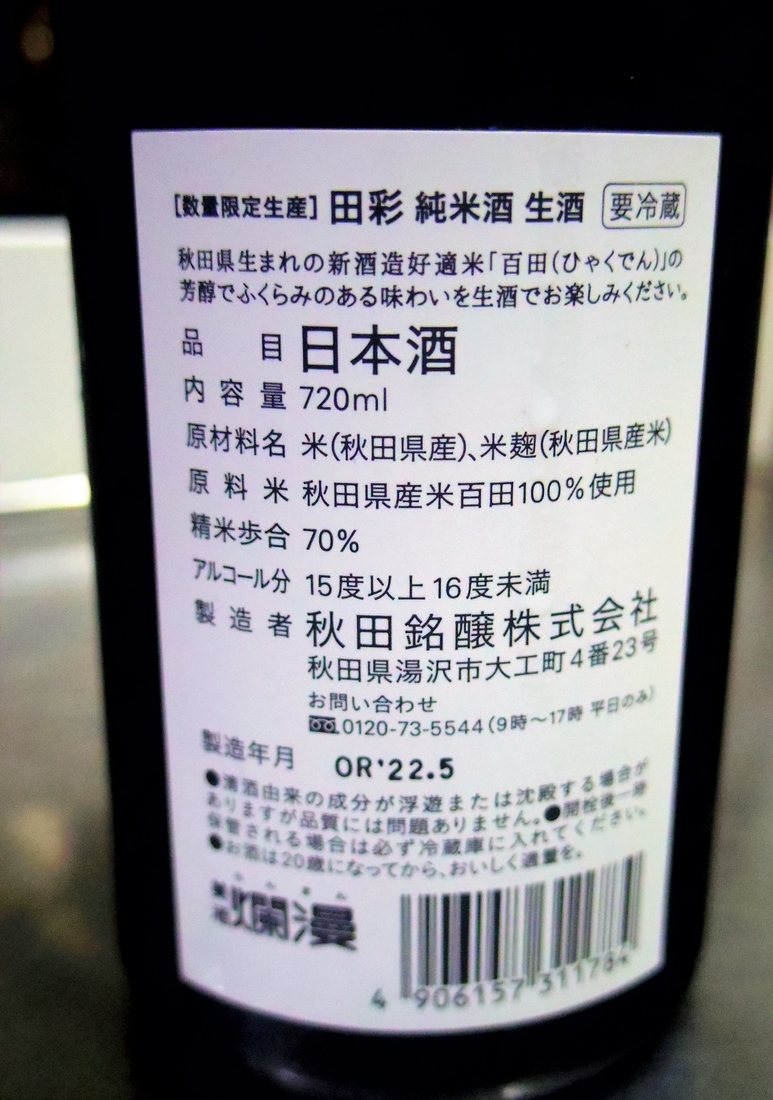 ［数量限定生産］田彩 純米酒 生酒 要冷蔵
秋田県生まれの新酒造好適米「百田（ひゃくでん）」の
芳醇でふくらみのある味わいを生酒でお楽しみください。
品目 日本酒
内容量 720ml
原材料名 米（秋田県産）、米麹（秋田県産米）
原料米 秋田県産米百田100％使用
精米歩合 70%
アルコール分 15度以上16度未満
製造者 秋田銘醸株式会社
秋田県湯沢市大工町4番23号
お問い合わせ
0120-73-5544（9時～17時 平日のみ）
製造年月 OR'22.5
●清酒由来の成分が浮遊または沈殿する場合が
ありますが品質には問題ありません。●開栓後一時
保管される場合は必ず冷蔵庫に入れてください。
●お酒は20歳になってから、おいしく適量を。
らんまん
美酒爛漫
4 906157 311784